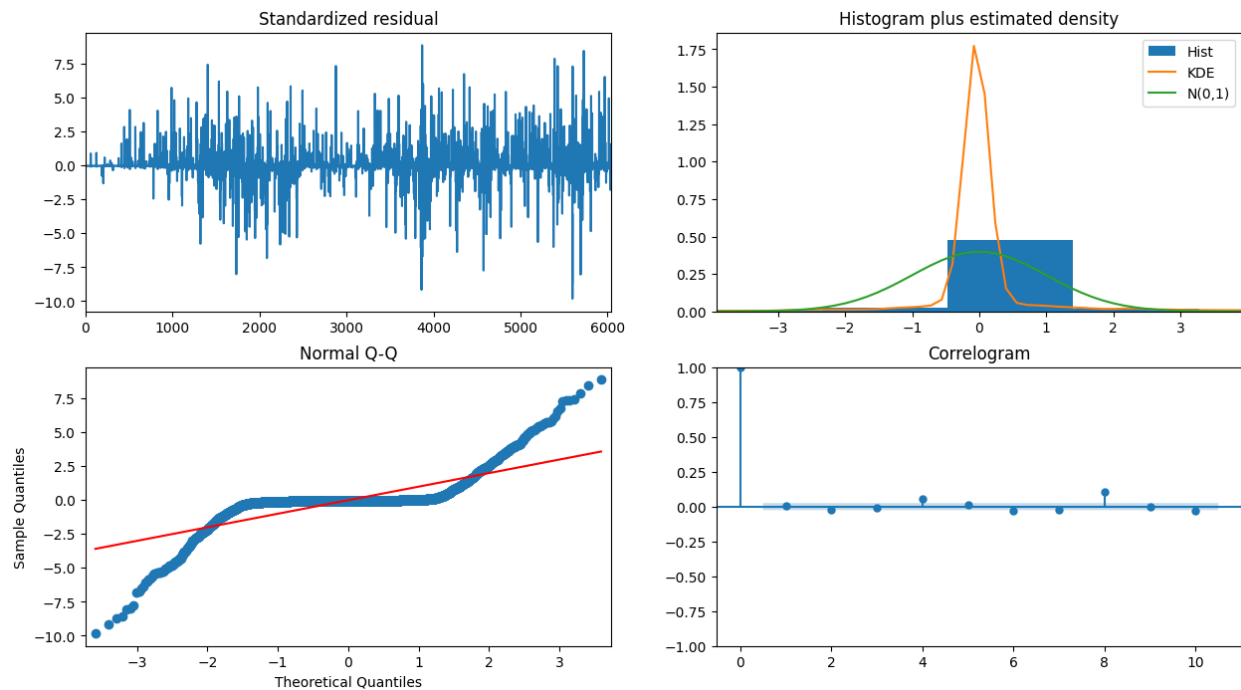 Standardized residual
7.5
5.0
2.5
0.0
−2.5
−5.0
−7.5
−10.0
0 1000 2000 3000 4000 5000 6000
Histogram plus estimated density
1.75
1.50
1.25
1.00
0.75
0.50
0.25
0.00
−3 −2 −1 0 1 2 3
Hist
KDE
N(0,1)
Normal Q-Q
Sample Quantiles
7.5
5.0
2.5
0.0
−2.5
−5.0
−7.5
−10.0
−3 −2 −1 0 1 2 3
Theoretical Quantiles
Correlogram
1.00
0.75
0.50
0.25
0.00
−0.25
−0.50
−0.75
−1.00
0 2 4 6 8 10